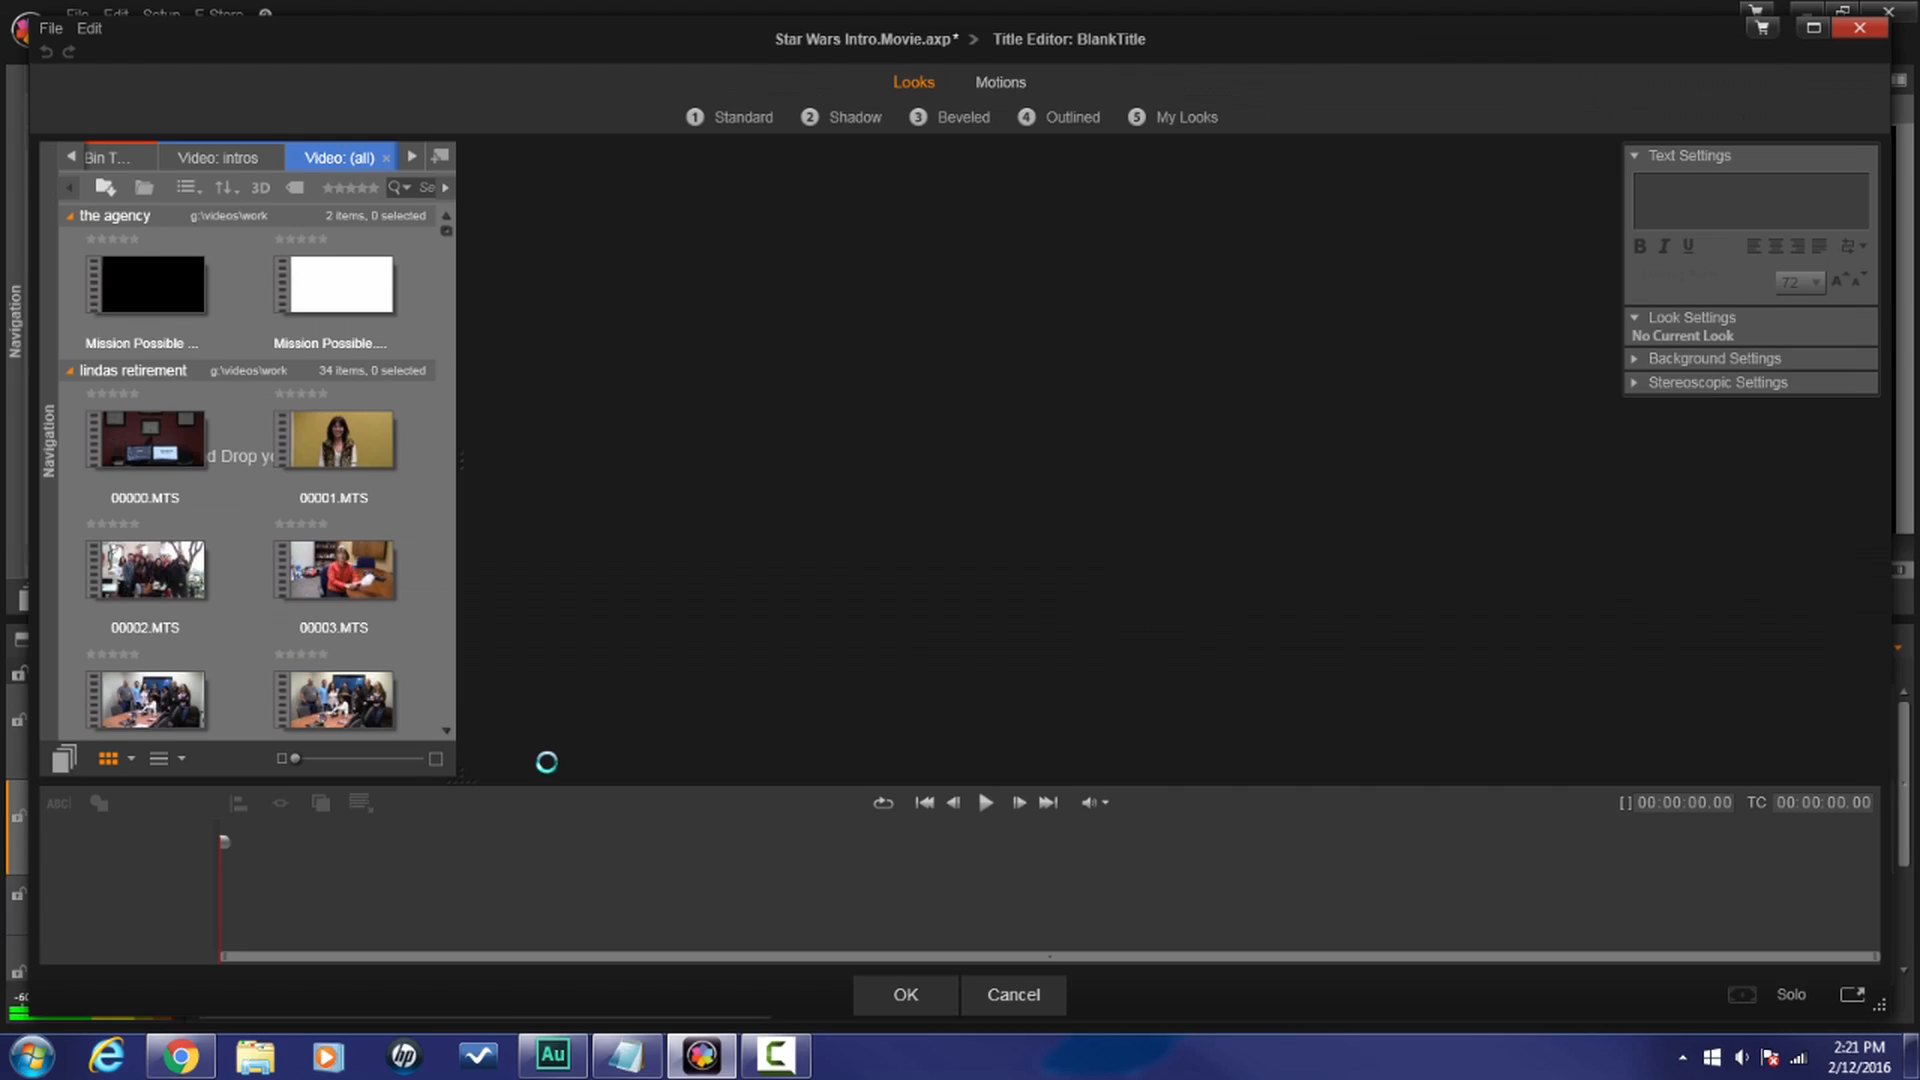 File Edit Setup E-Store
File Edit
Star Wars Intro.Movie.axp* > Title Editor: BlankTitle
Looks Motions
1 Standard 2 Shadow 3 Beveled 4 Outlined 5 My Looks
Bin T... Video: intros Video: (all)
3D Se
the agency g:\videos\work 2 items, 0 selected
Mission Possible ... Mission Possible....
lindas retirement g:\videos\work 34 items, 0 selected
d Drop yo
00000.MTS 00001.MTS
00002.MTS 00003.MTS
Navigation
Navigation
Text Settings
B I U
72
Look Settings
No Current Look
Background Settings
Stereoscopic Settings
ABC
[] 00:00:00.00 TC 00:00:00.00
OK Cancel
Solo
-60
hp
Au
C
2:21 PM
2/12/2016